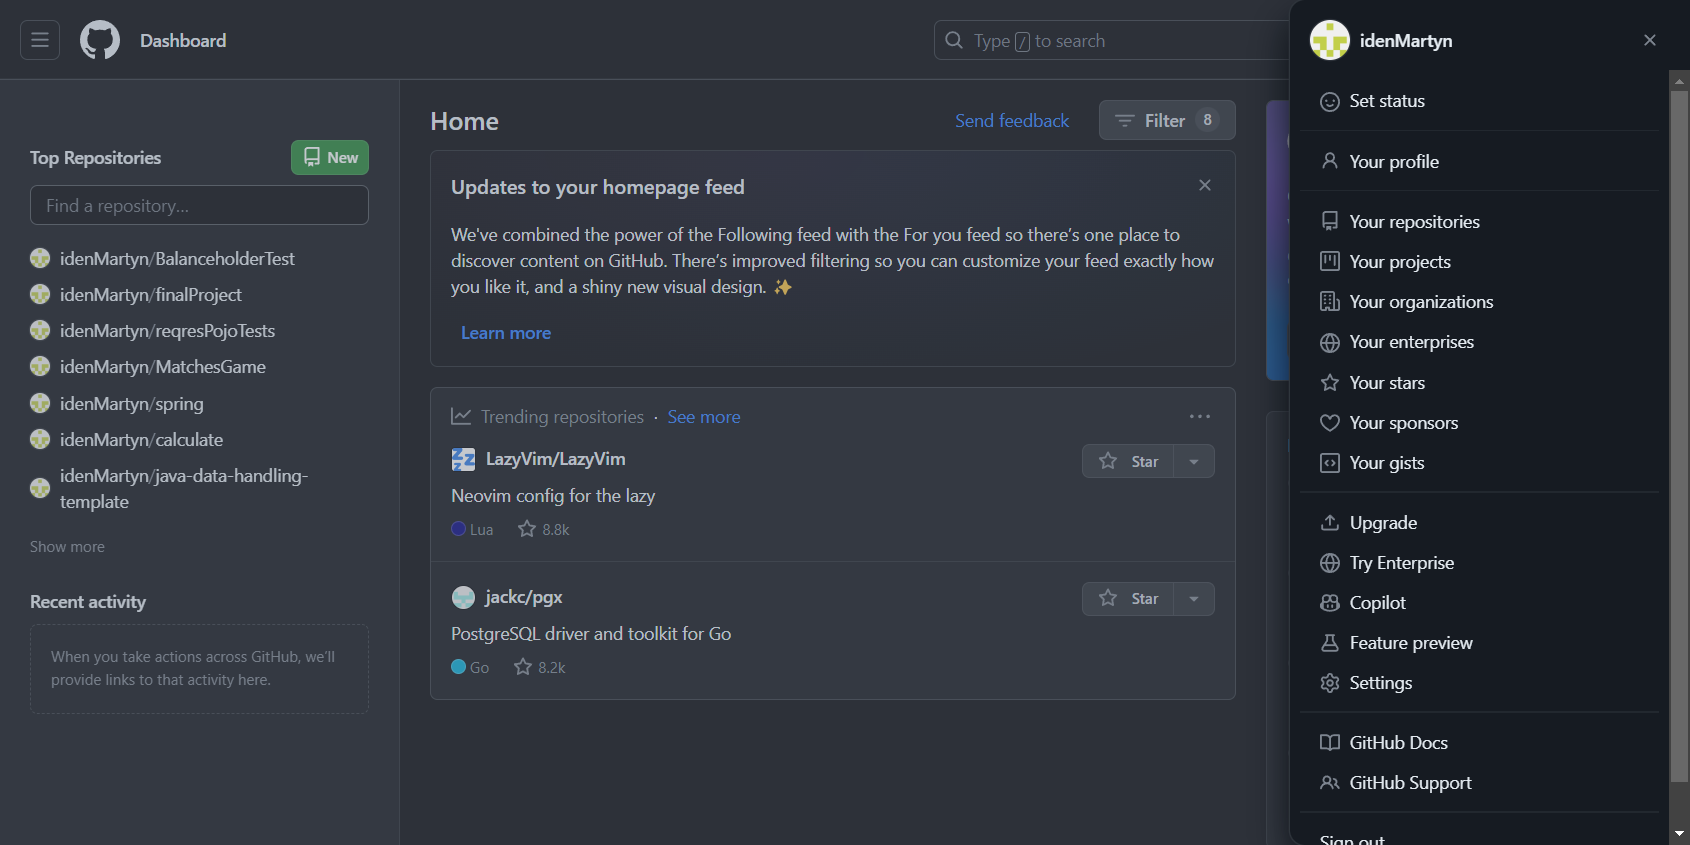 Dashboard
Type / to search
Top Repositories
New
Find a repository...
idenMartyn/BalanceholderTest
idenMartyn/finalProject
idenMartyn/reqresPojoTests
idenMartyn/MatchesGame
idenMartyn/spring
idenMartyn/calculate
idenMartyn/java-data-handling-
template
Show more
Recent activity
When you take actions across GitHub, we'll
provide links to that activity here.
Home
Send feedback
Filter 8
Updates to your homepage feed
We've combined the power of the Following feed with the For you feed so there's one place to
discover content on GitHub. There's improved filtering so you can customize your feed exactly how
you like it, and a shiny new visual design. ✨
Learn more
Trending repositories · See more
LazyVim/LazyVim
Star
Neovim config for the lazy
Lua 8.8k
jackc/pgx
Star
PostgreSQL driver and toolkit for Go
Go 8.2k
idenMartyn
Set status
Your profile
Your repositories
Your projects
Your organizations
Your enterprises
Your stars
Your sponsors
Your gists
Upgrade
Try Enterprise
Copilot
Feature preview
Settings
GitHub Docs
GitHub Support
Sign out